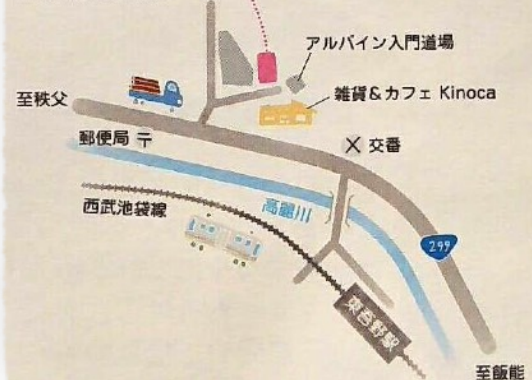 アルバイン入門道場
至秩父
雑貨&カフェ Kinoca
郵便局 〒
X 交番
西武池袋線
高麗川
299
東吾野駅
至飯能